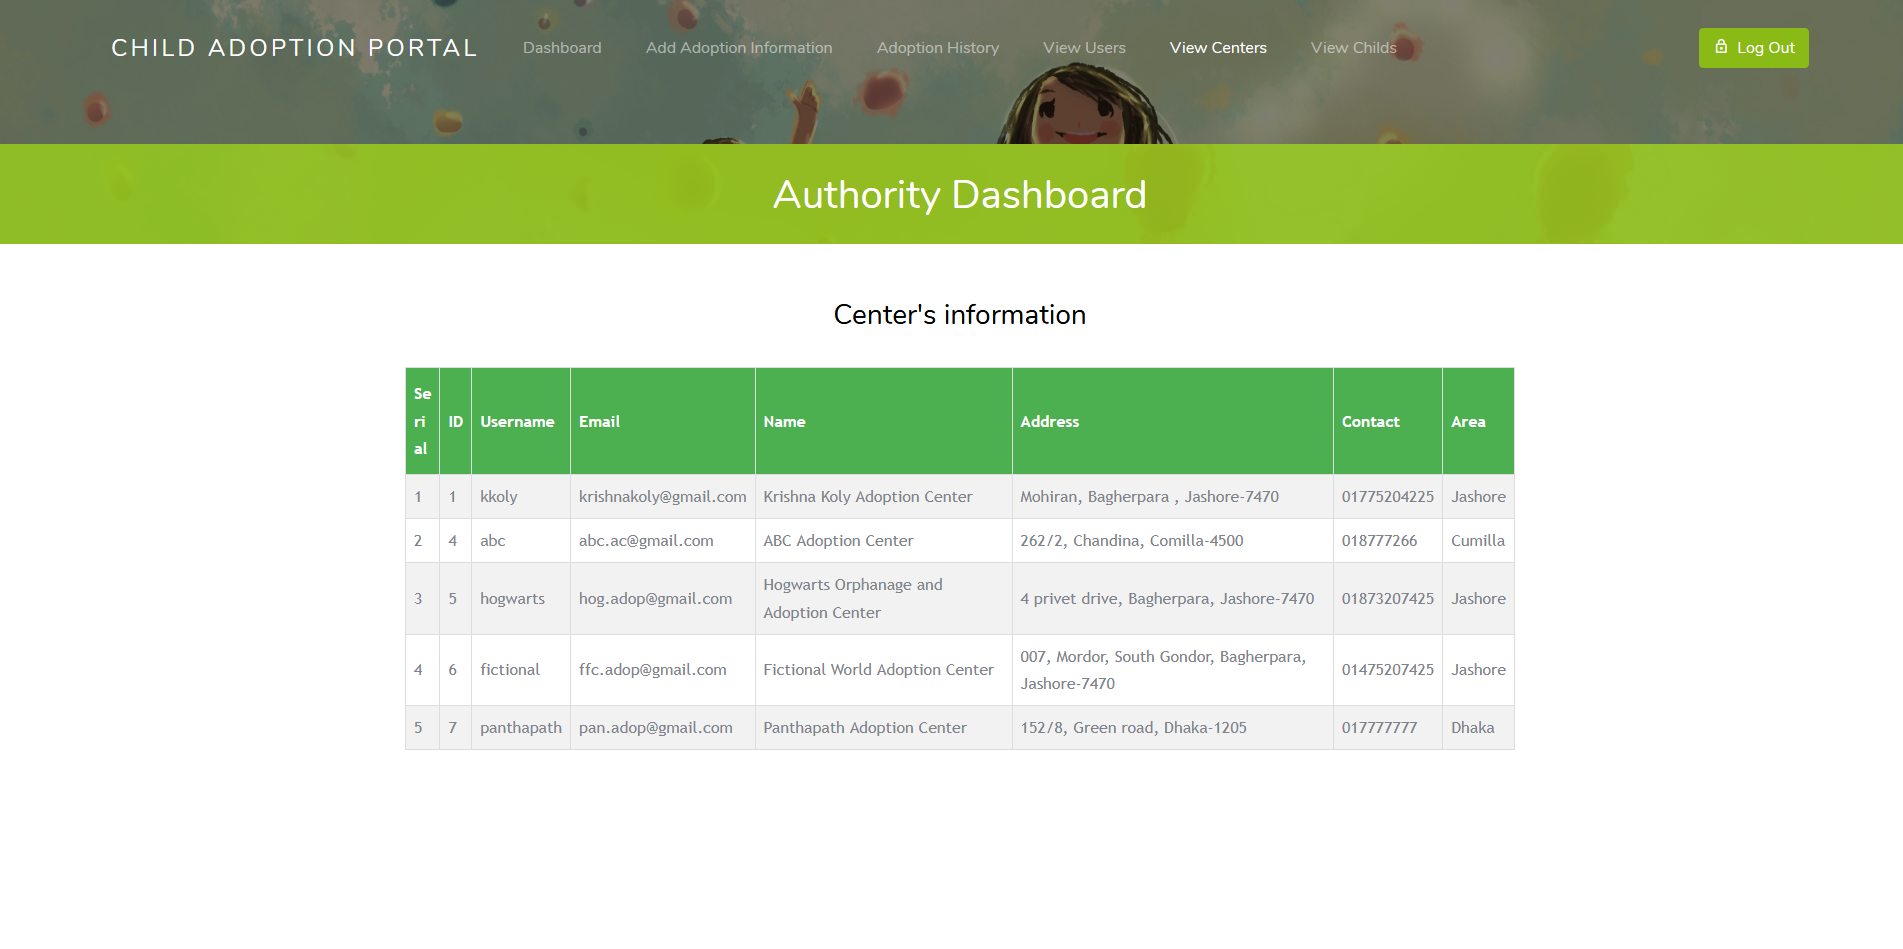 CHILD ADOPTION PORTAL Dashboard Add Adoption Information Adoption History View Users View Centers View Childs Log Out
Authority Dashboard
Center's information
Se
ri
al
ID Username Email Name Address Contact Area
1 1 kkoly krishnakoly@gmail.com Krishna Koly Adoption Center Mohiran, Bagherpara , Jashore-7470 01775204225 Jashore
2 4 abc abc.ac@gmail.com ABC Adoption Center 262/2, Chandina, Comilla-4500 018777266 Cumilla
3 5 hogwarts hog.adop@gmail.com Hogwarts Orphanage and
Adoption Center
4 privet drive, Bagherpara, Jashore-7470 01873207425 Jashore
4 6 fictional ffc.adop@gmail.com Fictional World Adoption Center 007, Mordor, South Gondor, Bagherpara,
Jashore-7470
01475207425 Jashore
5 7 panthapath pan.adop@gmail.com Panthapath Adoption Center 152/8, Green road, Dhaka-1205 017777777 Dhaka